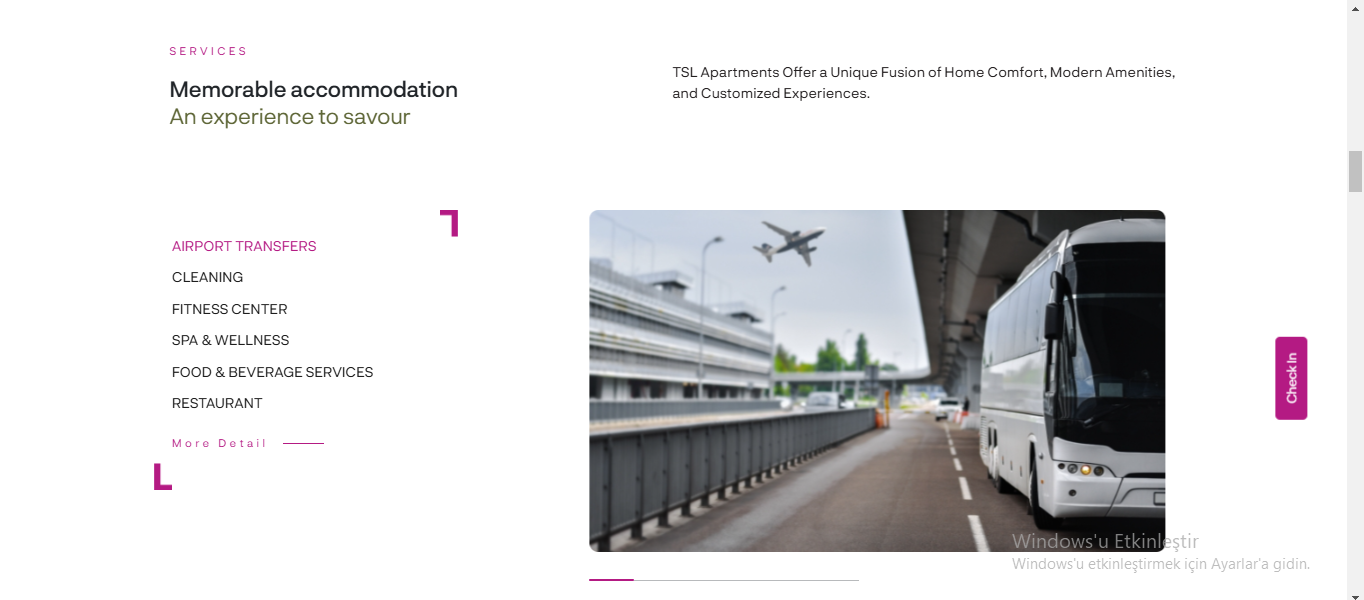 SERVICES
Memorable accommodation
An experience to savour
TSL Apartments Offer a Unique Fusion of Home Comfort, Modern Amenities,
and Customized Experiences.
AIRPORT TRANSFERS
CLEANING
FITNESS CENTER
SPA & WELLNESS
FOOD & BEVERAGE SERVICES
RESTAURANT
More Detail
Check In
Windows'u Etkinleştir
Windows'u etkinleştirmek için Ayarlar'a gidin.